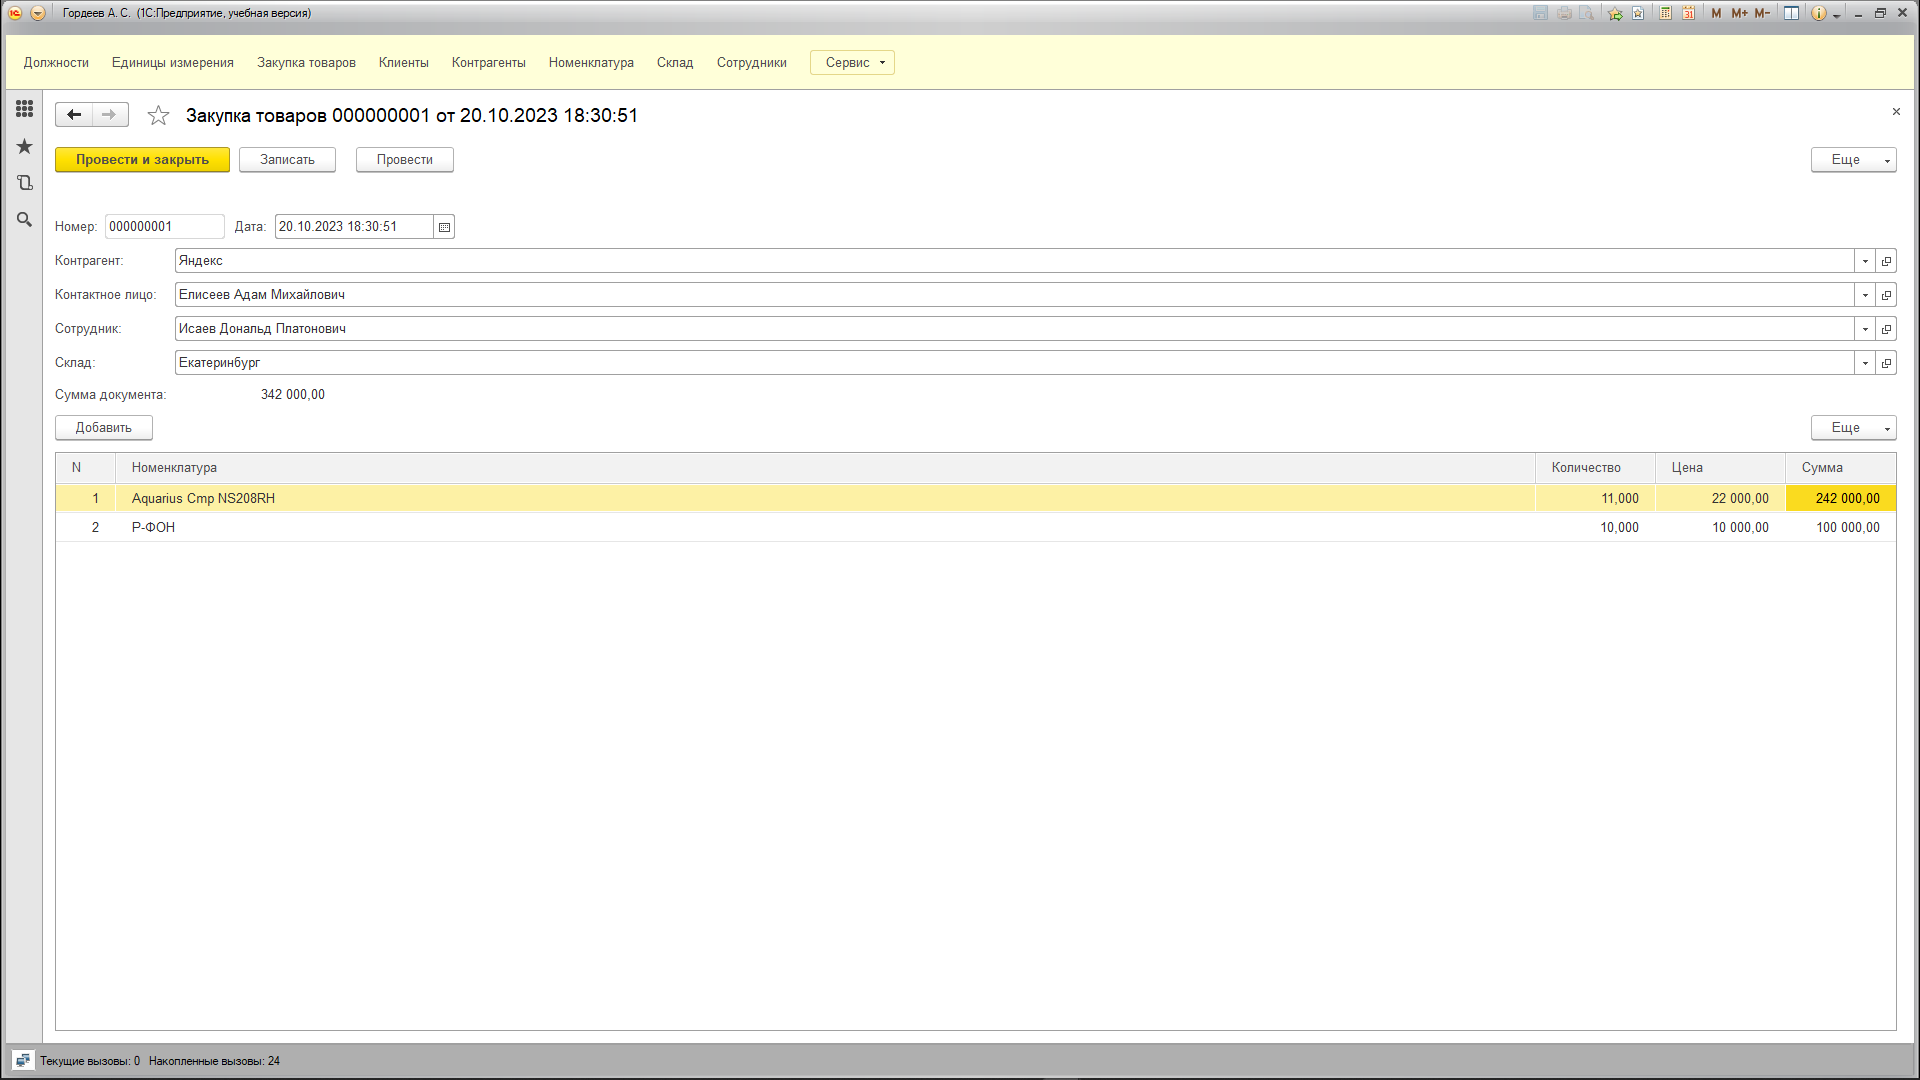 Гордеев А. С. (1С:Предприятие, учебная версия)
M M+ M-
Должности Единицы измерения Закупка товаров Клиенты Контрагенты Номенклатура Склад Сотрудники Сервис
Закупка товаров 000000001 от 20.10.2023 18:30:51
Провести и закрыть Записать Провести Еще
Номер: 000000001 Дата: 20.10.2023 18:30:51
Контрагент: Яндекс
Контактное лицо: Елисеев Адам Михайлович
Сотрудник: Исаев Дональд Платонович
Склад: Екатеринбург
Сумма документа: 342 000,00
Добавить Еще
N Номенклатура Количество Цена Сумма
1 Aquarius Cmp NS208RH 11,000 22 000,00 242 000,00
2 Р-ФОН 10,000 10 000,00 100 000,00
Текущие вызовы: 0 Накопленные вызовы: 24